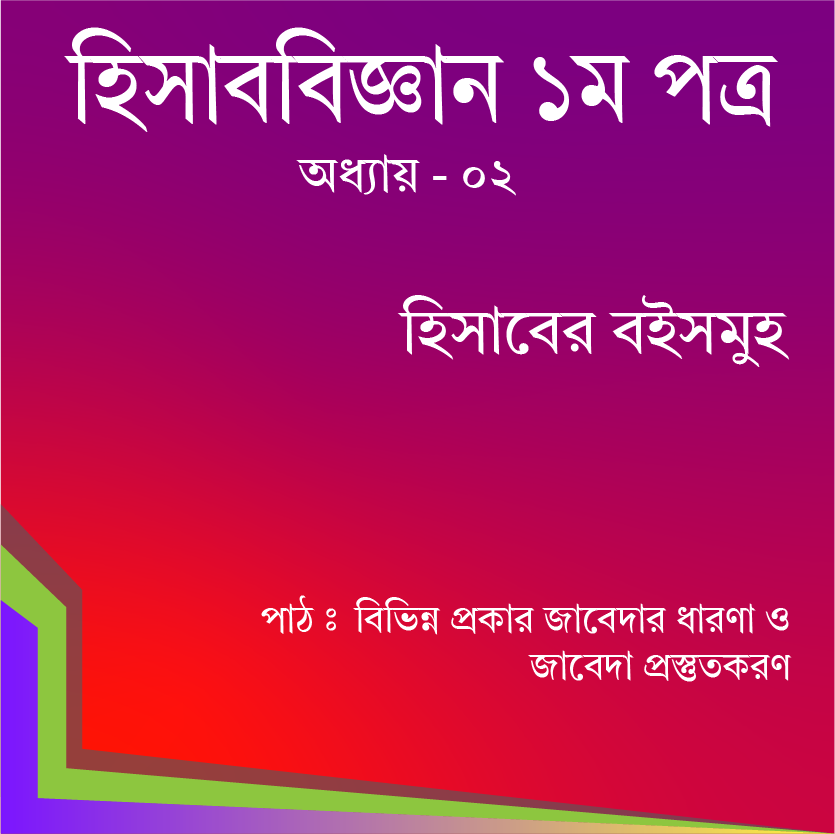 হিসাববিজ্ঞান ১ম পত্র
অধ্যায় - ০২
হিসাবের বইসমুহ
পাঠ ঃ বিভিন্ন প্রকার জাবেদার ধারণা ও
জাবেদা প্রস্তুতকরণ